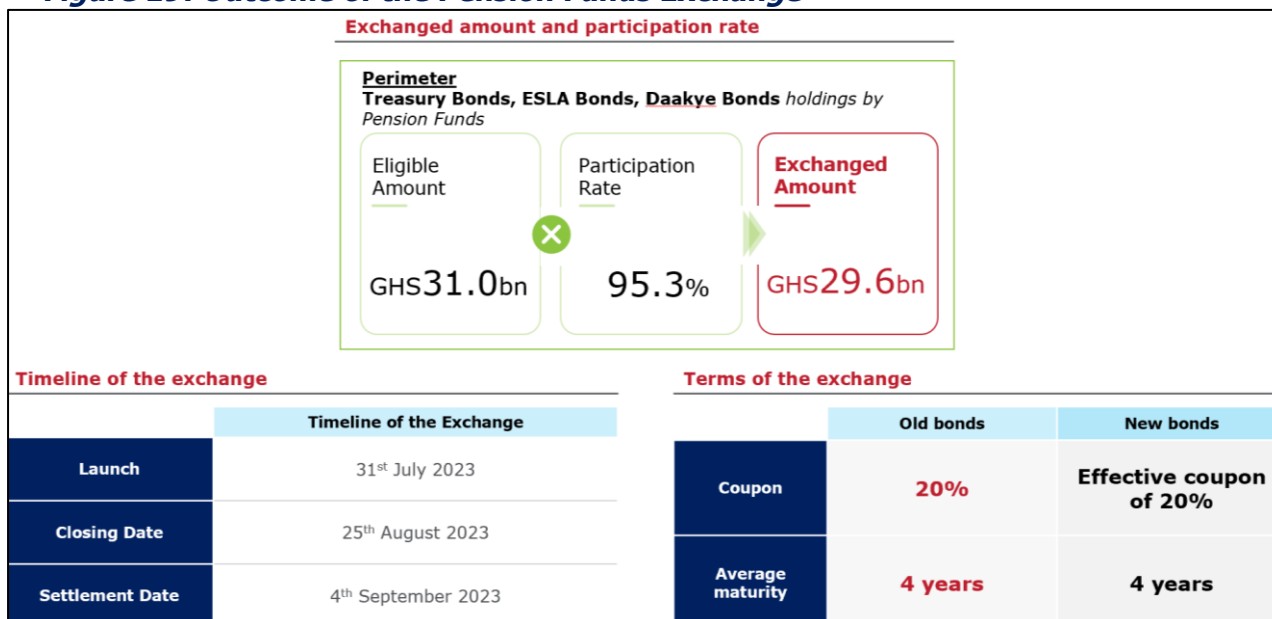 Exchanged amount and participation rate
Perimeter
Treasury Bonds, ESLA Bonds, Daakye Bonds holdings by
Pension Funds
Eligible
Amount
GHS31.0bn
Participation
Rate
95.3%
Exchanged
Amount
GHS29.6bn
Timeline of the exchange
Timeline of the Exchange
Launch
31st July 2023
Closing Date
25th August 2023
Settlement Date
4th September 2023
Terms of the exchange
Old bonds
New bonds
Coupon
20%
Effective coupon
of 20%
Average
maturity
4 years
4 years